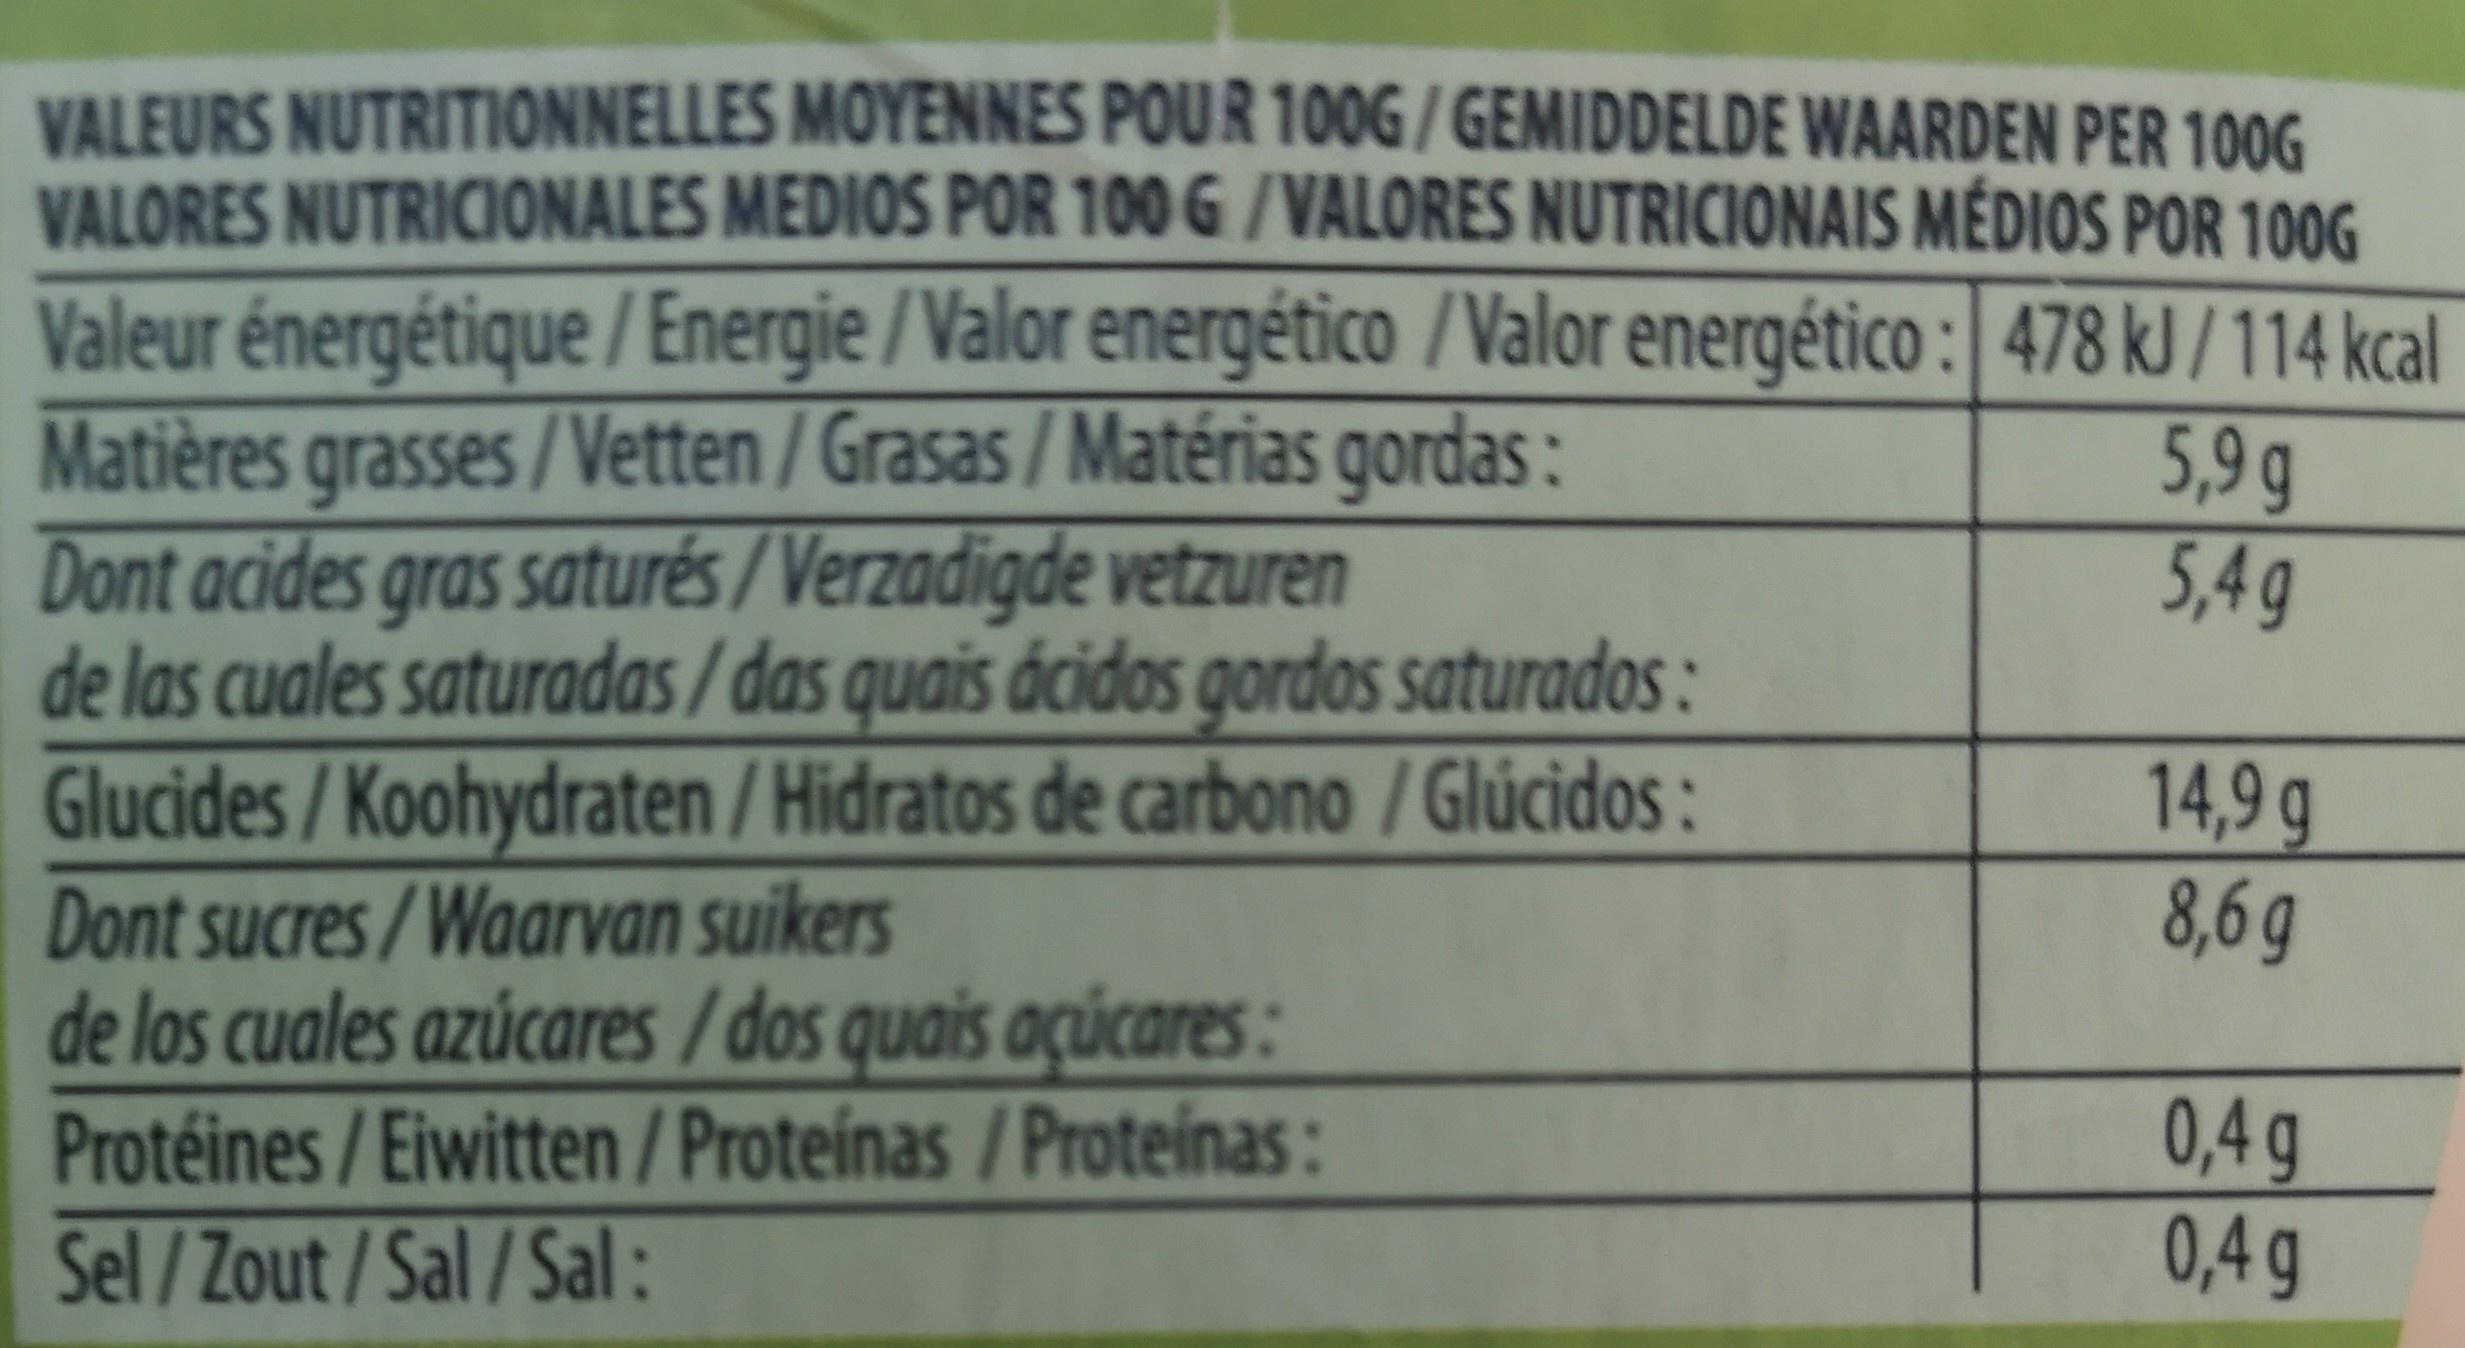 VALEURS NUTRITIONNELLES MOYENNES POUR 100G / GEMIDDELDE WAARDEN PER 100G
VALORES NUTRICIONALES MEDIOS POR 100 G / VALORES NUTRICIONAIS MÉDIOS POR 100G
Valeur énergétique / Energie / Valor energético / Valor energético : 478 kJ / 114 kcal
Matières grasses / Vetten / Grasas / Matérias gordas : 5,9 g
Dont acides gras saturés / Verzadigde vetzuren 5,4 g
de las cuales saturadas / das quais ácidos gordos saturados :
Glucides / Koohydraten / Hidratos de carbono / Glúcidos : 14,9 g
Dont sucres / Waarvan suikers 8,6 g
de los cuales azúcares / dos quais açúcares :
Protéines / Eiwitten / Proteínas / Proteínas : 0,4 g
Sel / Zout / Sal / Sal : 0,4 g